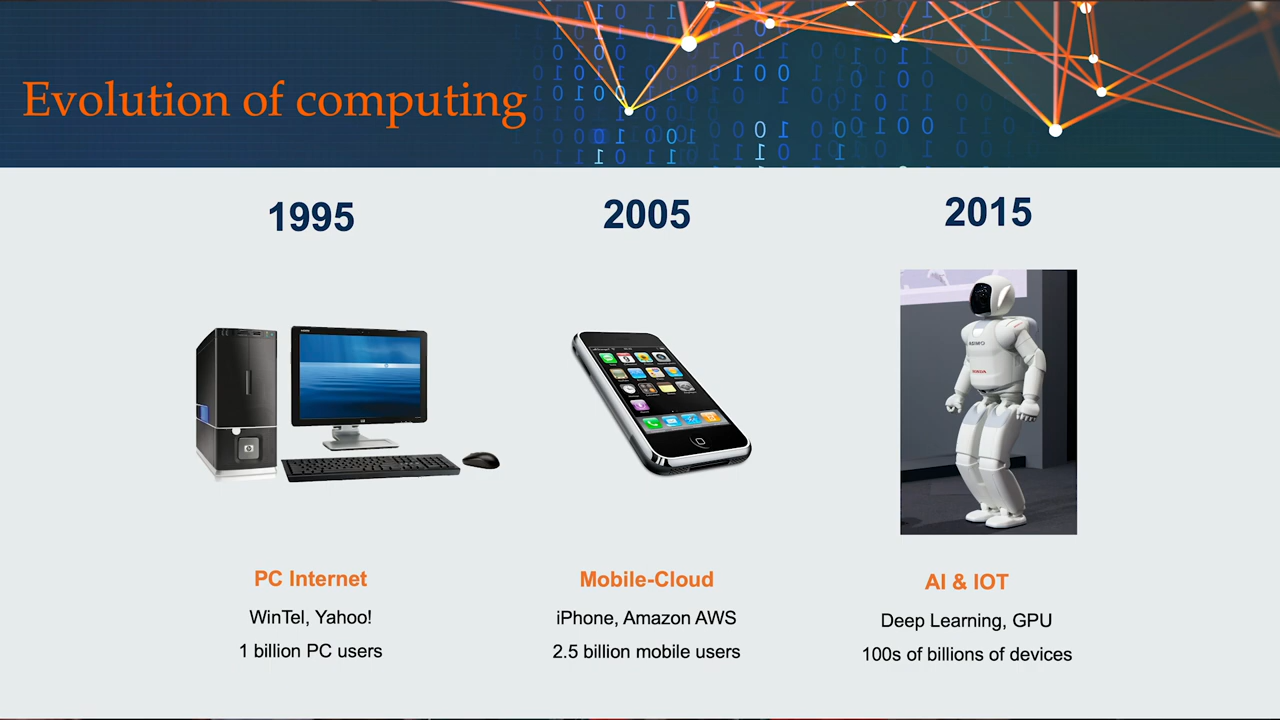 Evolution of computing
1995
2005
2015
PC Internet
WinTel, Yahoo!
1 billion PC users
Mobile-Cloud
iPhone, Amazon AWS
2.5 billion mobile users
AI & IOT
Deep Learning, GPU
100s of billions of devices